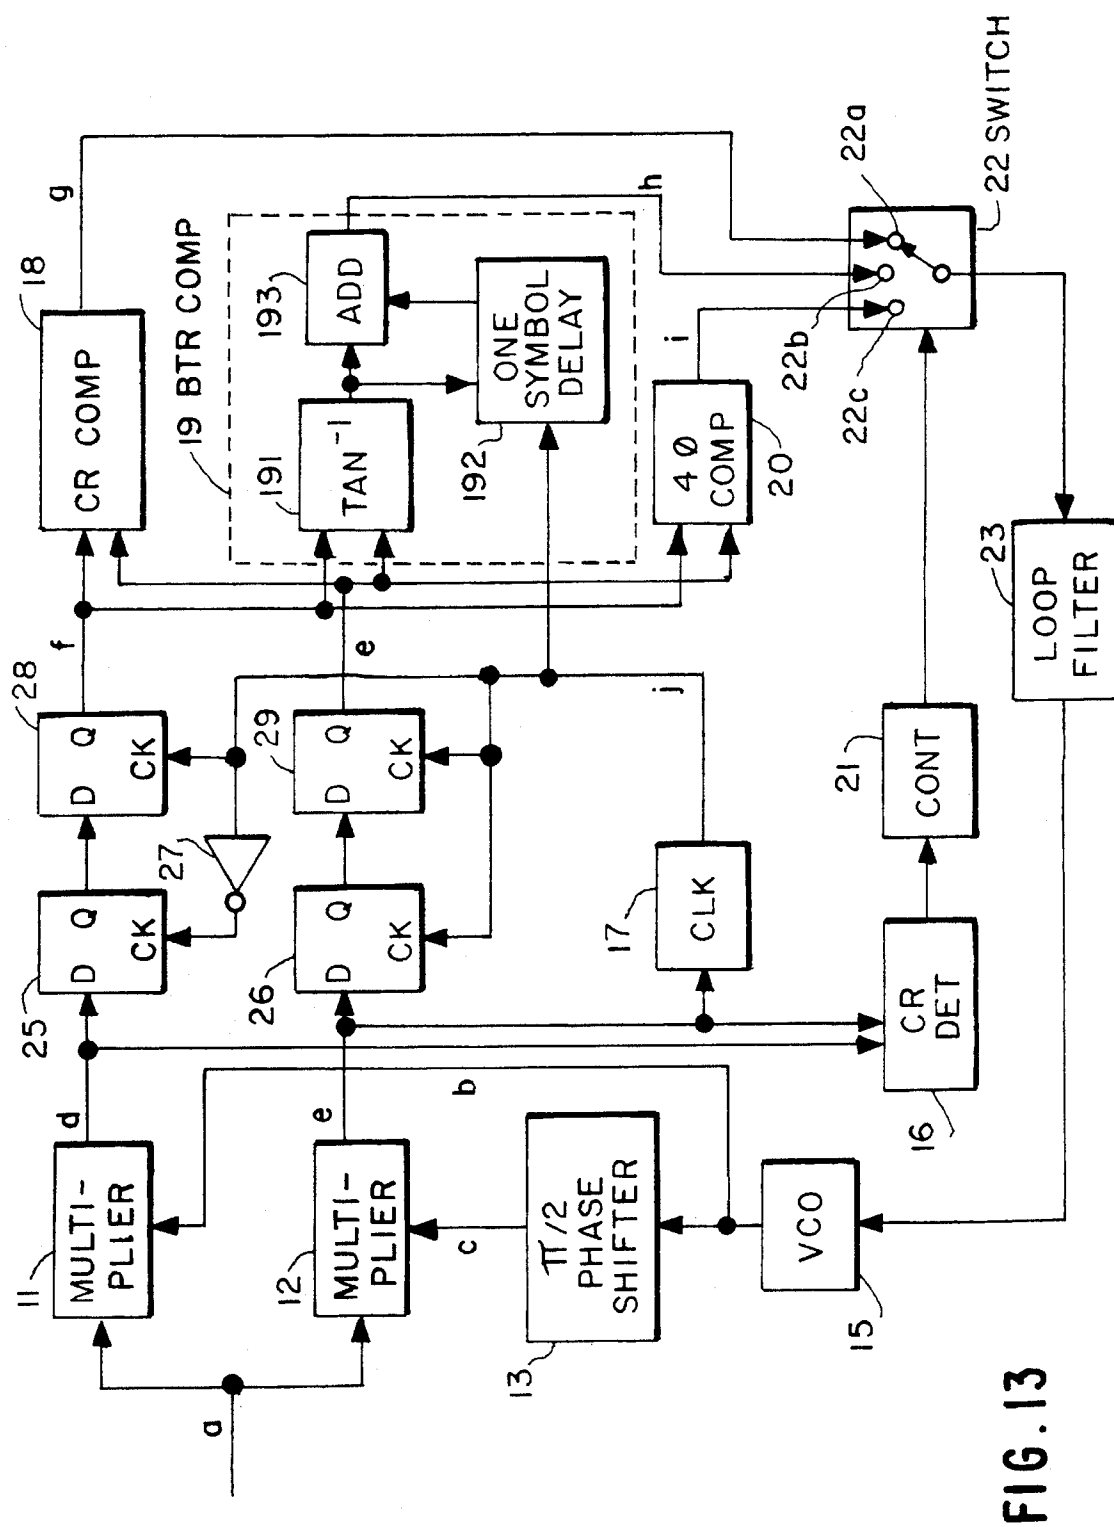 a
11
MULTI-
PLIER
12
MULTI-
PLIER
d
e
b
c
13
π/2
PHASE
SHIFTER
15
VCO
25
D Q
CK
26
D Q
CK
27
28
D Q
CK
29
D Q
CK
f
e
17
CLK
j
16
CR
DET
21
CONT
18
CR COMP
g
19 BTR COMP
191
TAN⁻¹
193
ADD
192
ONE
SYMBOL
DELAY
h
20
4Ø
COMP
i
22a
22b
22c
22 SWITCH
23
LOOP
FILTER
FIG.13